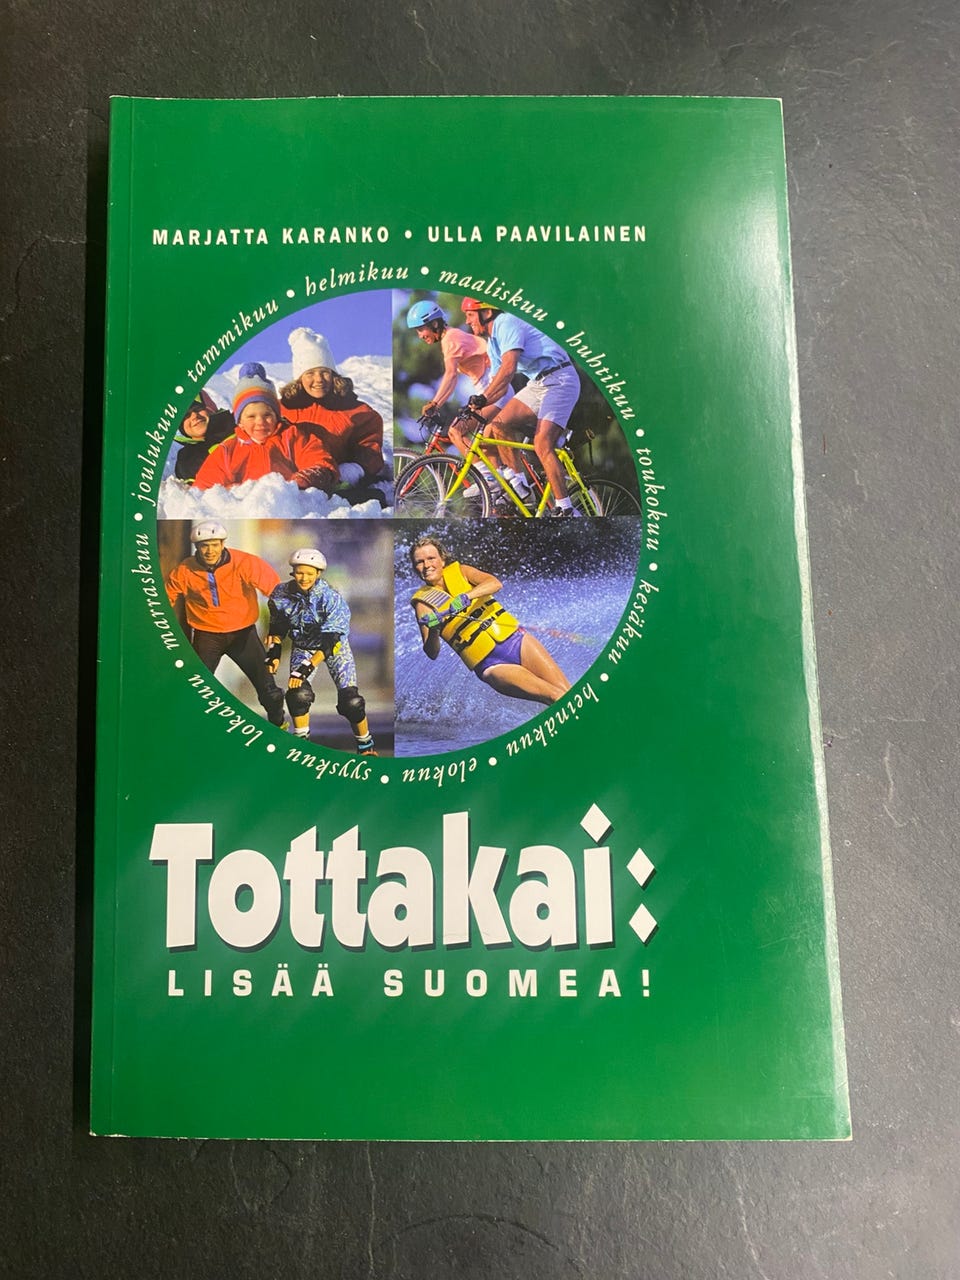 MARJATTA KARANKO • ULLA PAAVILAINEN
tammikuu • helmikuu • maaliskuu • huhtikuu • toukokuu • kesäkuu • heinäkuu • elokuu • syyskuu • lokakuu • marraskuu • joulukuu •
Tottakai:
LISÄÄ SUOMEA!